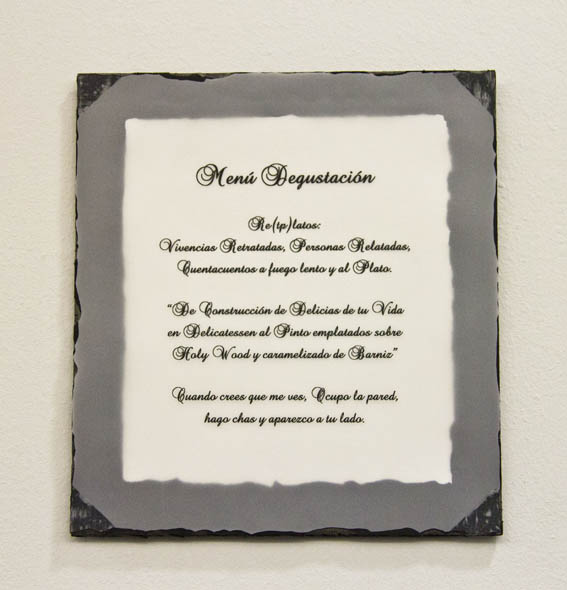 Menú Degustación
Re(tp)latos:
Vivencias Retratadas, Personas Relatadas,
Cuentacuentos a fuego lento y al Plato.
"De Construcción de Delicias de tu Vida
en Delicatessen al Pinto emplatados sobre
Holy Wood y caramelizado de Barniz"
Cuando crees que me ves, Ocupo la pared,
hago chas y aparezco a tu lado.